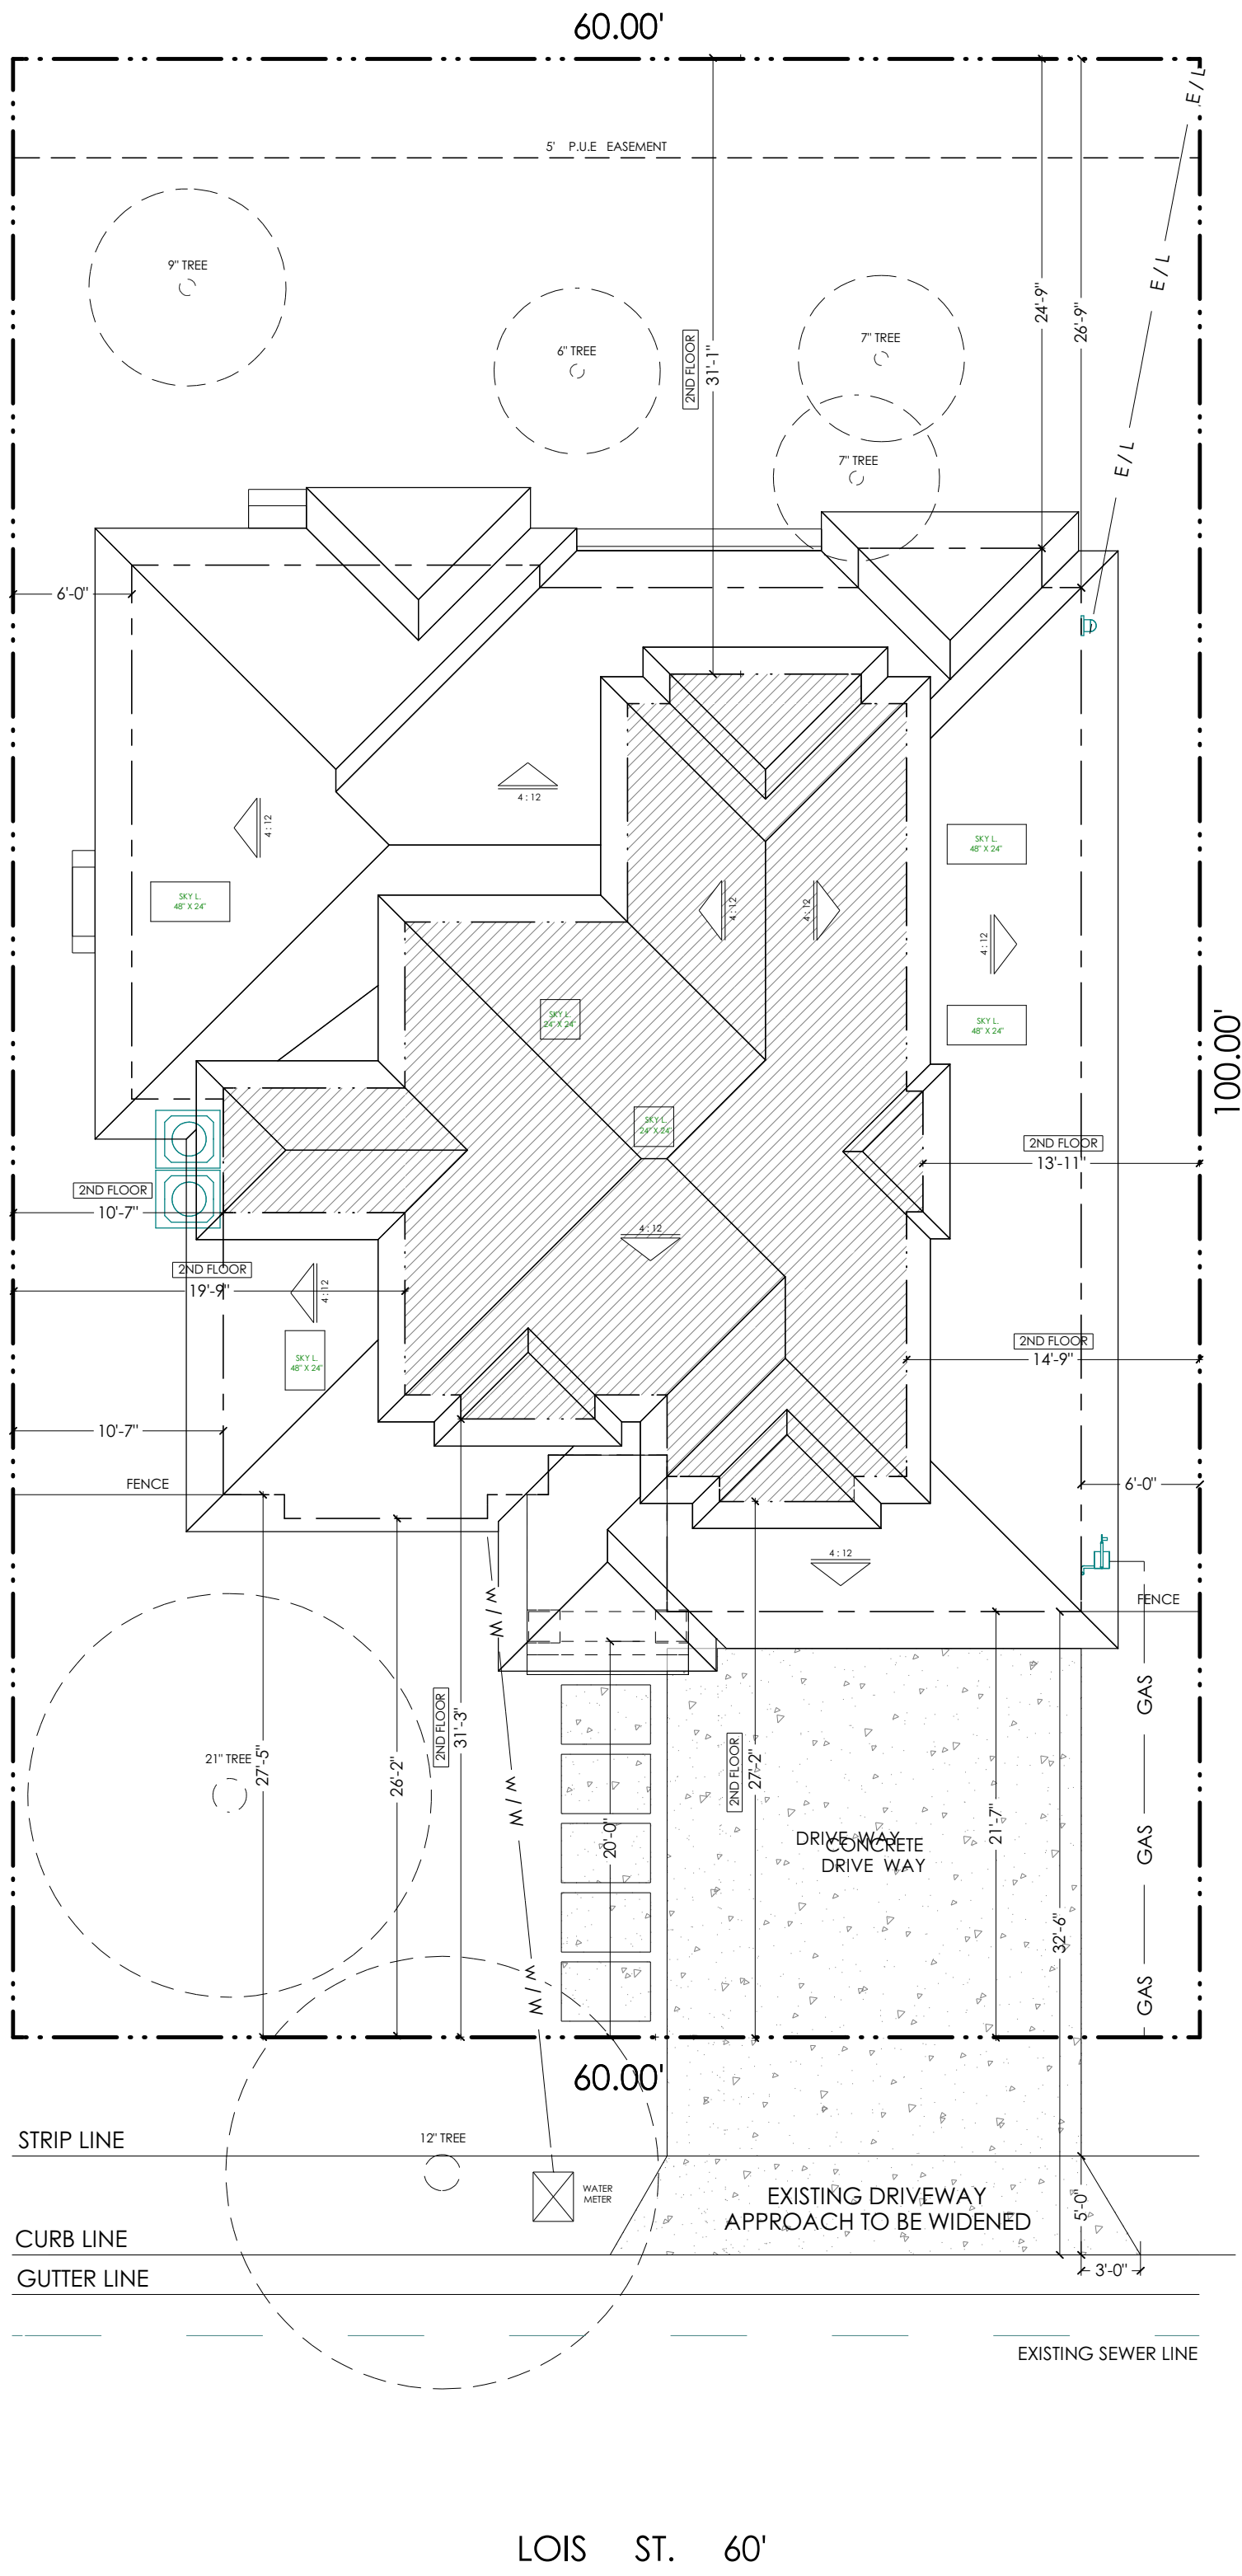 60.00'
E / L
5' P.U.E EASEMENT
9" TREE
E / L
24'-9"
26'-9"
7" TREE
6" TREE
2ND FLOOR
31'-1"
E / L
7" TREE
6'-0"
4 : 12
4 : 12
SKY L.
48" X 24"
SKY L.
48" X 24"
4 : 12
4 : 12
4 : 12
SKY L.
24" X 24"
SKY L.
48" X 24"
100.00'
SKY L.
24" X 24"
2ND FLOOR
13'-11"
2ND FLOOR
10'-7"
4 : 12
2ND FLOOR
19'-9"
4 : 12
2ND FLOOR
14'-9"
SKY L.
48" X 24"
10'-7"
FENCE
6'-0"
4 : 12
FENCE
W / W
GAS
2ND FLOOR
31'-3"
21" TREE
27'-5"
26'-2"
2ND FLOOR
27'-2"
W / W
20'-0"
21'-7"
DRIVE WAY
CONCRETE
DRIVE WAY
GAS
32'-6"
W / W
GAS
60.00'
STRIP LINE
12" TREE
WATER
METER
EXISTING DRIVEWAY
APPROACH TO BE WIDENED
5'-0"
CURB LINE
3'-0"
GUTTER LINE
EXISTING SEWER LINE
LOIS ST. 60'